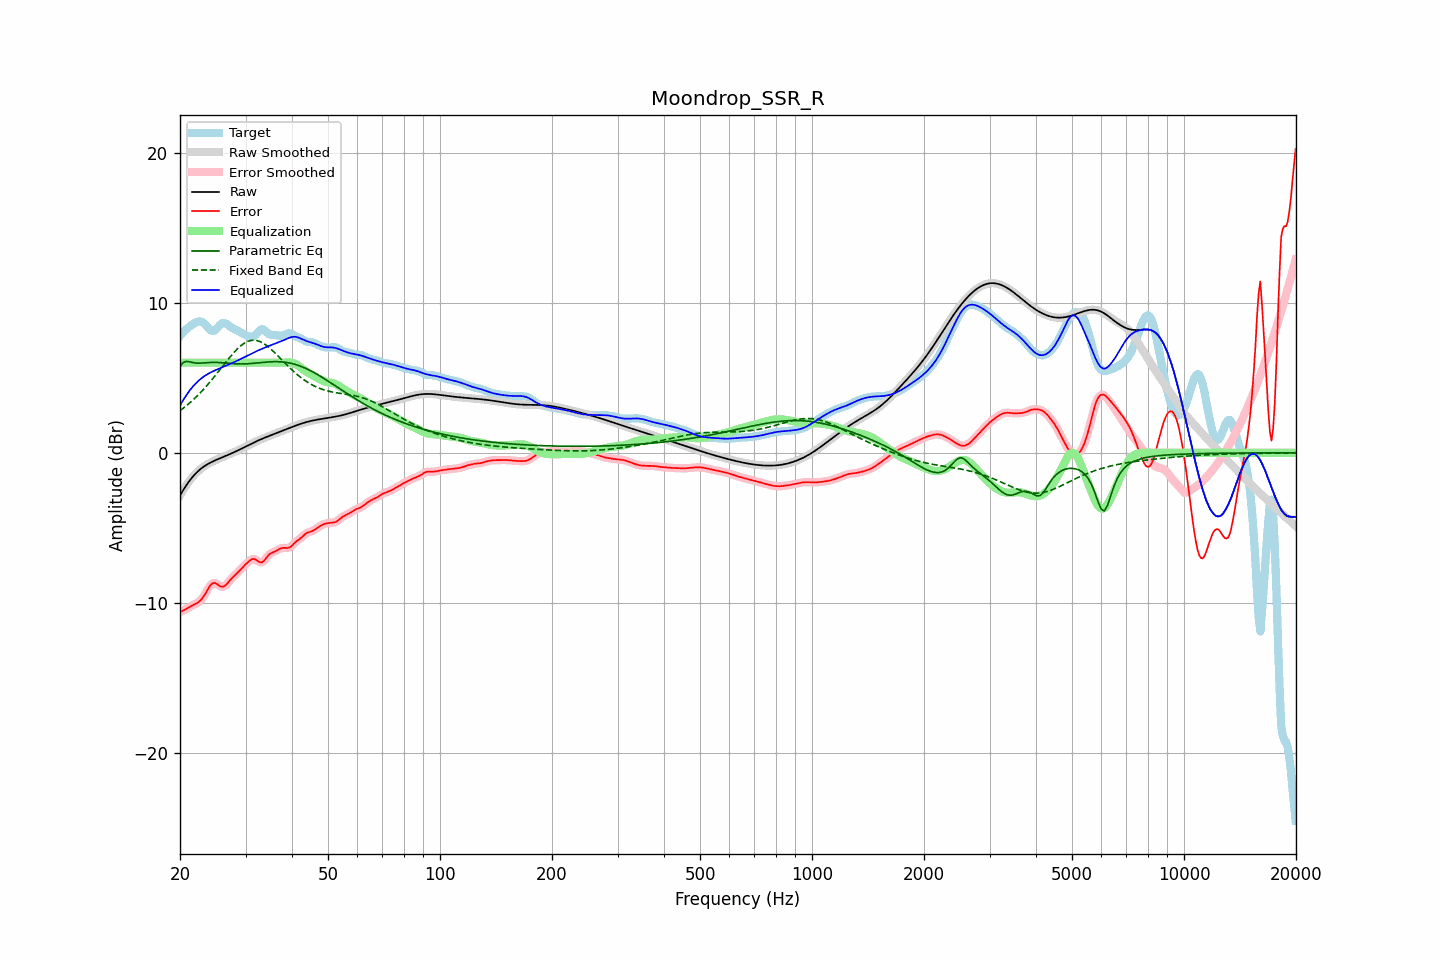 Moondrop_SSR_R
Target
Raw Smoothed
Error Smoothed
Raw
Error
Equalization
Parametric Eq
Fixed Band Eq
Equalized
20
10
0
−10
−20
Amplitude (dBr)
20 50 100 200 500 1000 2000 5000 10000 20000
Frequency (Hz)